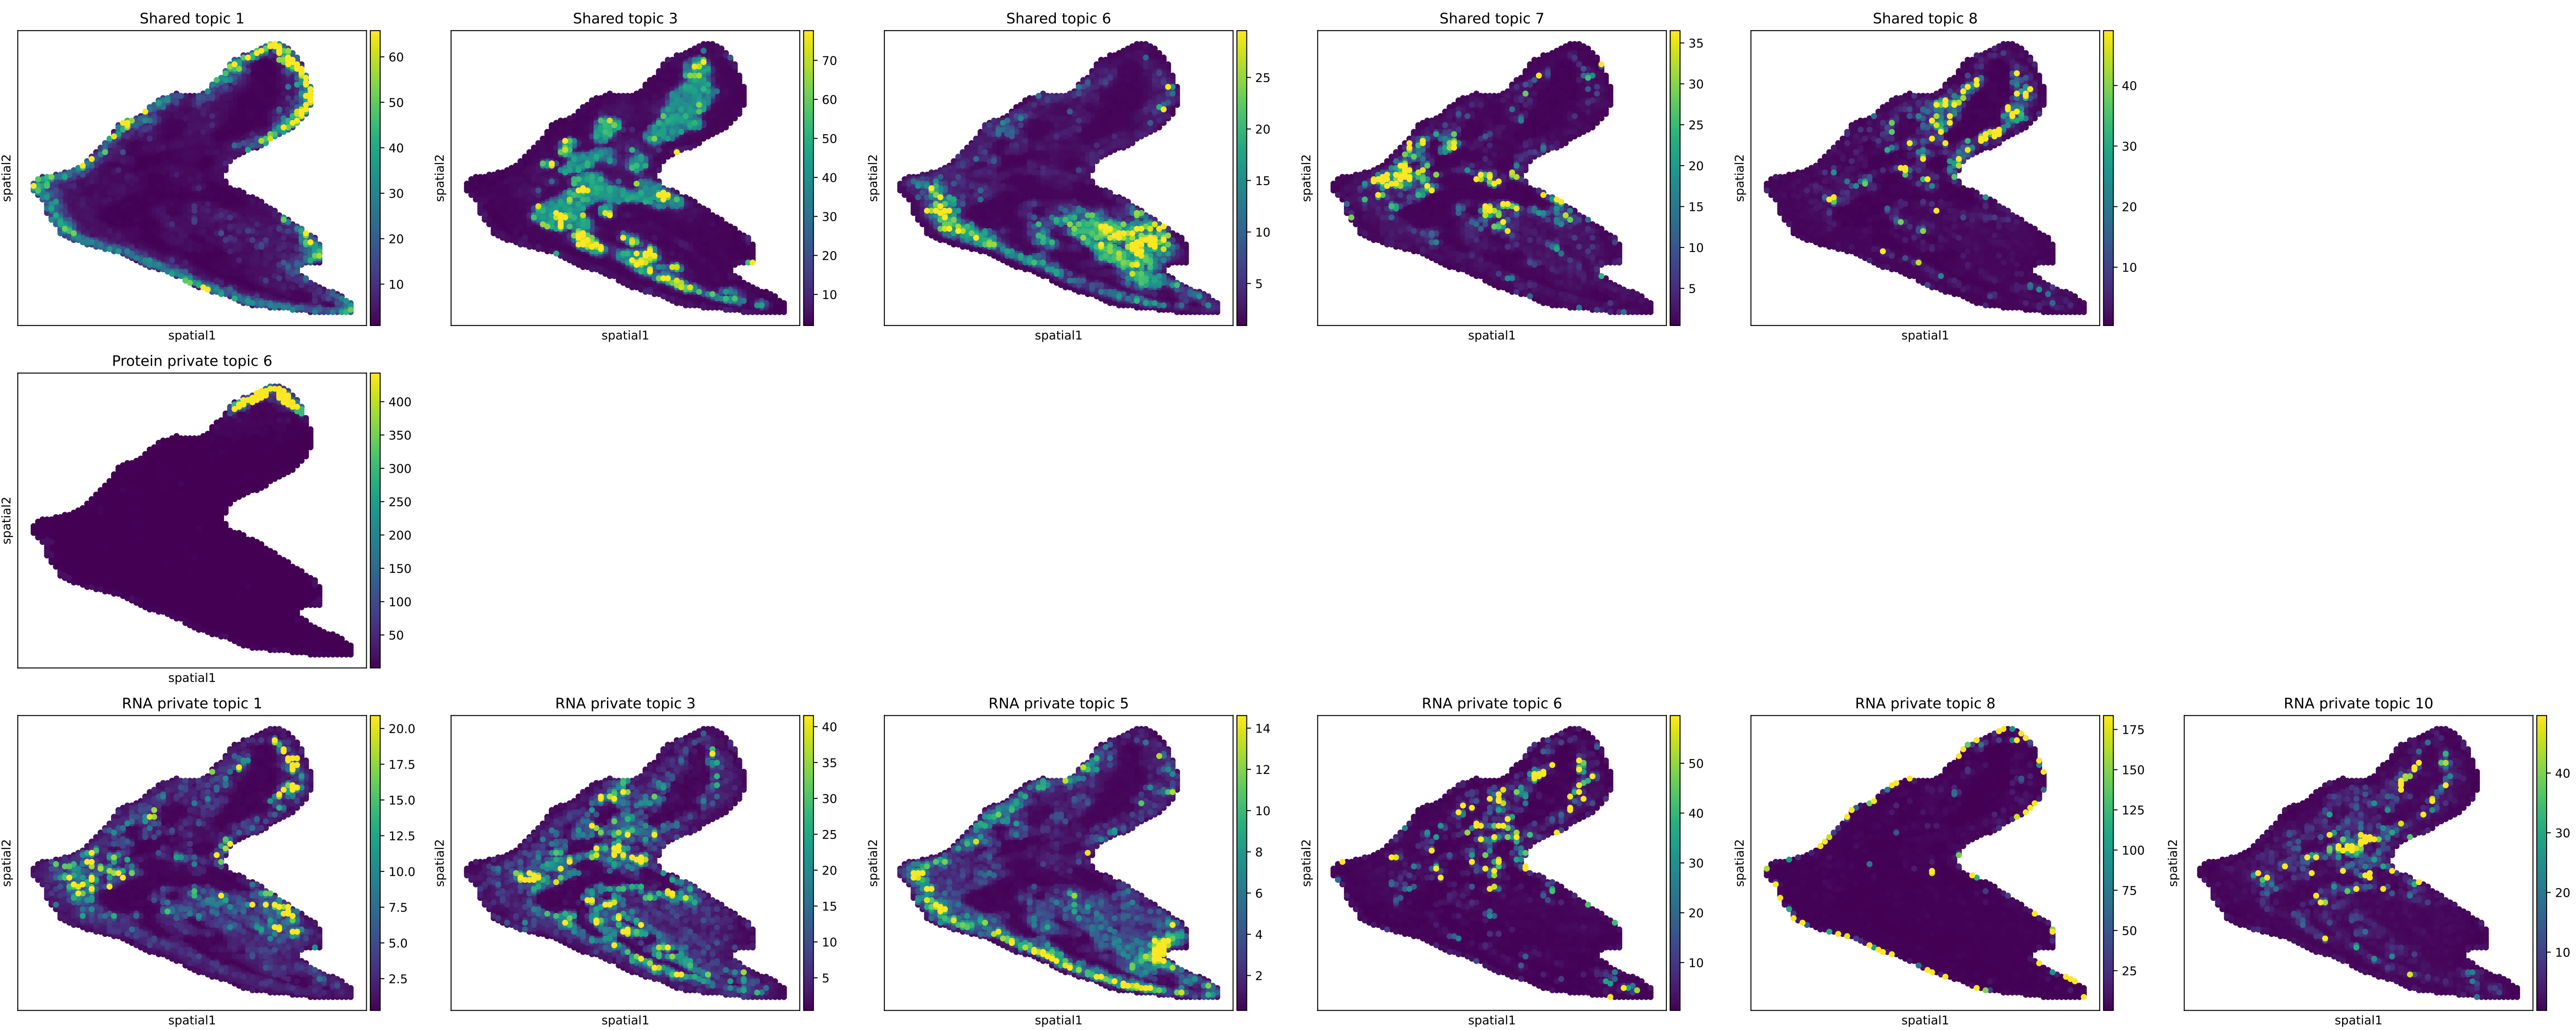 Shared topic 1
60
50
40
30
20
10
spatial2
spatial1
Shared topic 3
70
60
50
40
30
20
10
spatial2
spatial1
Shared topic 6
25
20
15
10
5
spatial2
spatial1
Shared topic 7
35
30
25
20
15
10
5
spatial2
spatial1
Shared topic 8
40
30
20
10
spatial2
spatial1
Protein private topic 6
400
350
300
250
200
150
100
50
spatial2
spatial1
RNA private topic 1
20.0
17.5
15.0
12.5
10.0
7.5
5.0
2.5
spatial2
spatial1
RNA private topic 3
40
35
30
25
20
15
10
5
spatial2
spatial1
RNA private topic 5
14
12
10
8
6
4
2
spatial2
spatial1
RNA private topic 6
50
40
30
20
10
spatial2
spatial1
RNA private topic 8
175
150
125
100
75
50
25
spatial2
spatial1
RNA private topic 10
40
30
20
10
spatial2
spatial1